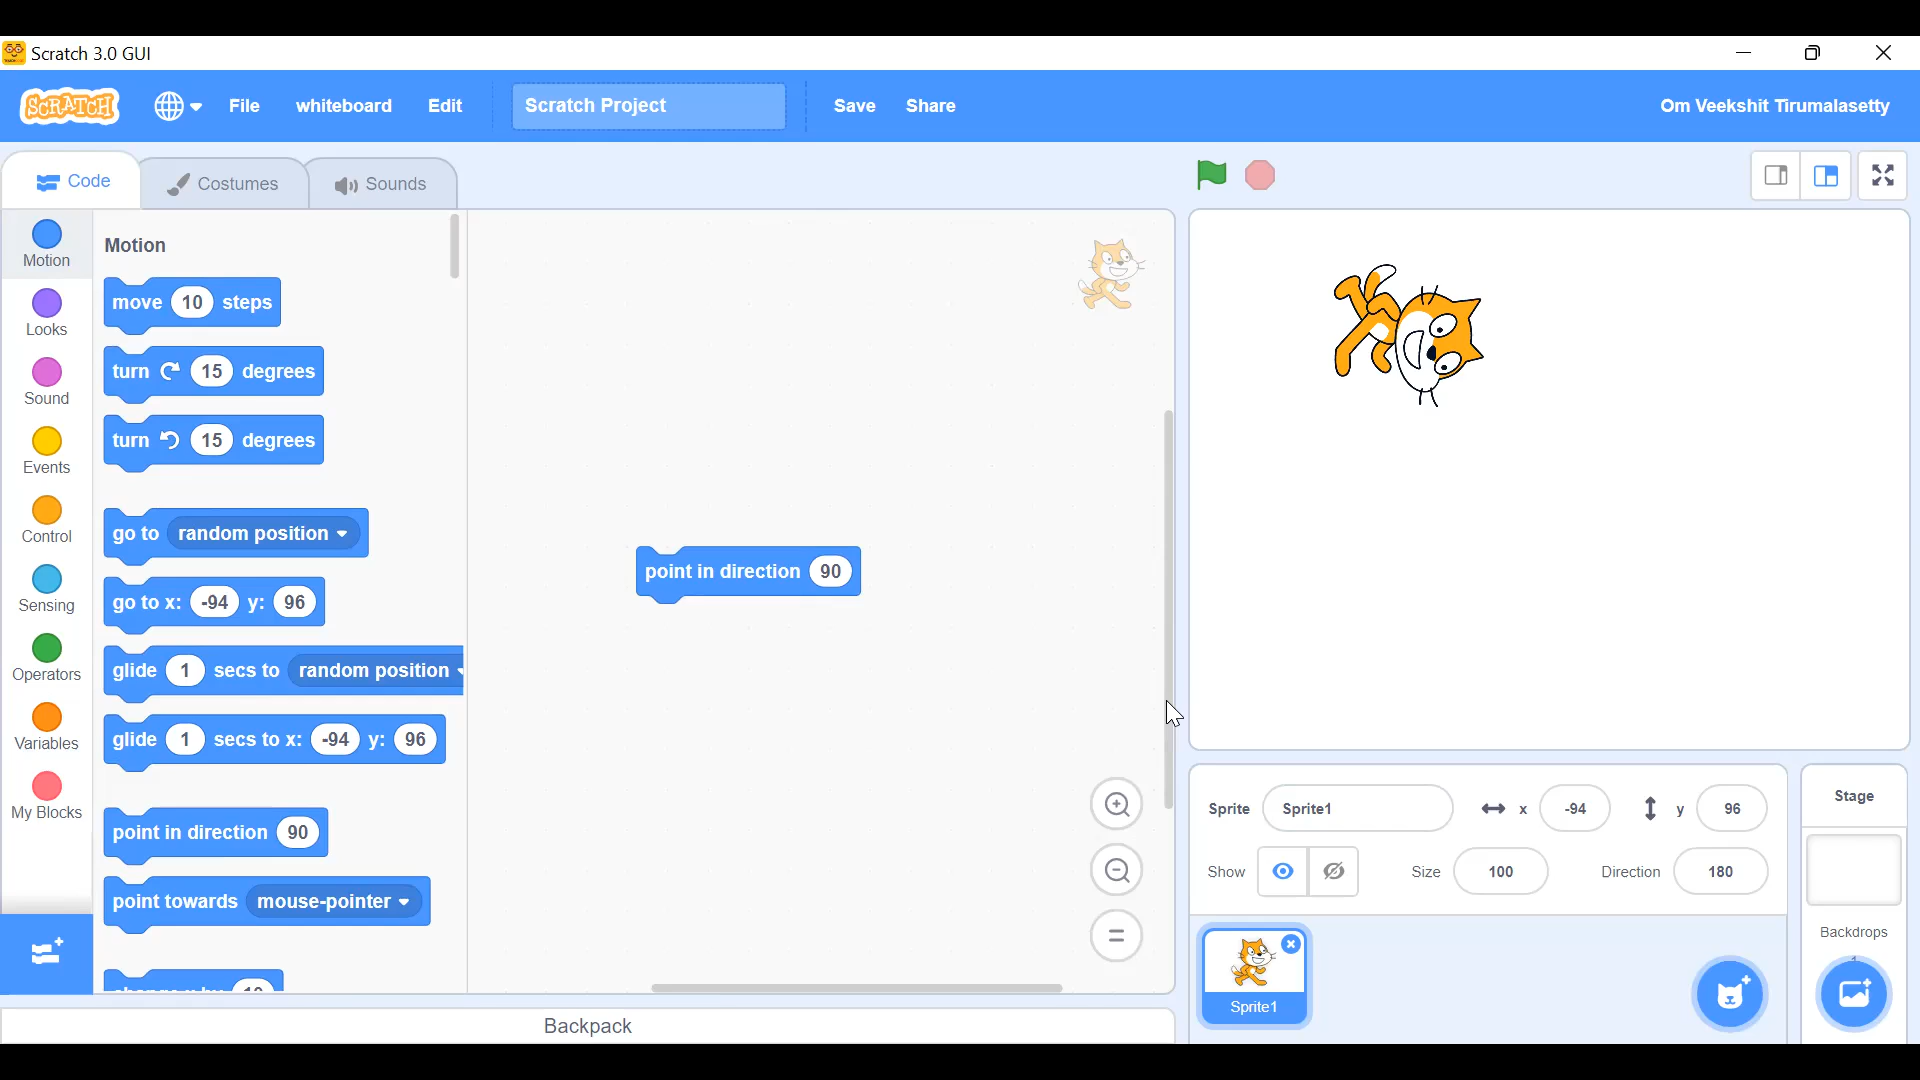 Scratch 3.0 GUI
SCRATCH File whiteboard Edit Scratch Project Save Share Om Veekshit Tirumalasetty
Code Costumes Sounds
Motion
Looks
Sound
Events
Control
Sensing
Operators
Variables
My Blocks
Motion
move 10 steps
turn 15 degrees
turn 15 degrees
go to random position
go to x: -94 y: 96
glide 1 secs to random position
glide 1 secs to x: -94 y: 96
point in direction 90
point towards mouse-pointer
point in direction 90
Backpack
Sprite Sprite1 x -94 y 96
Show Size 100 Direction 180
Sprite1
Stage
Backdrops